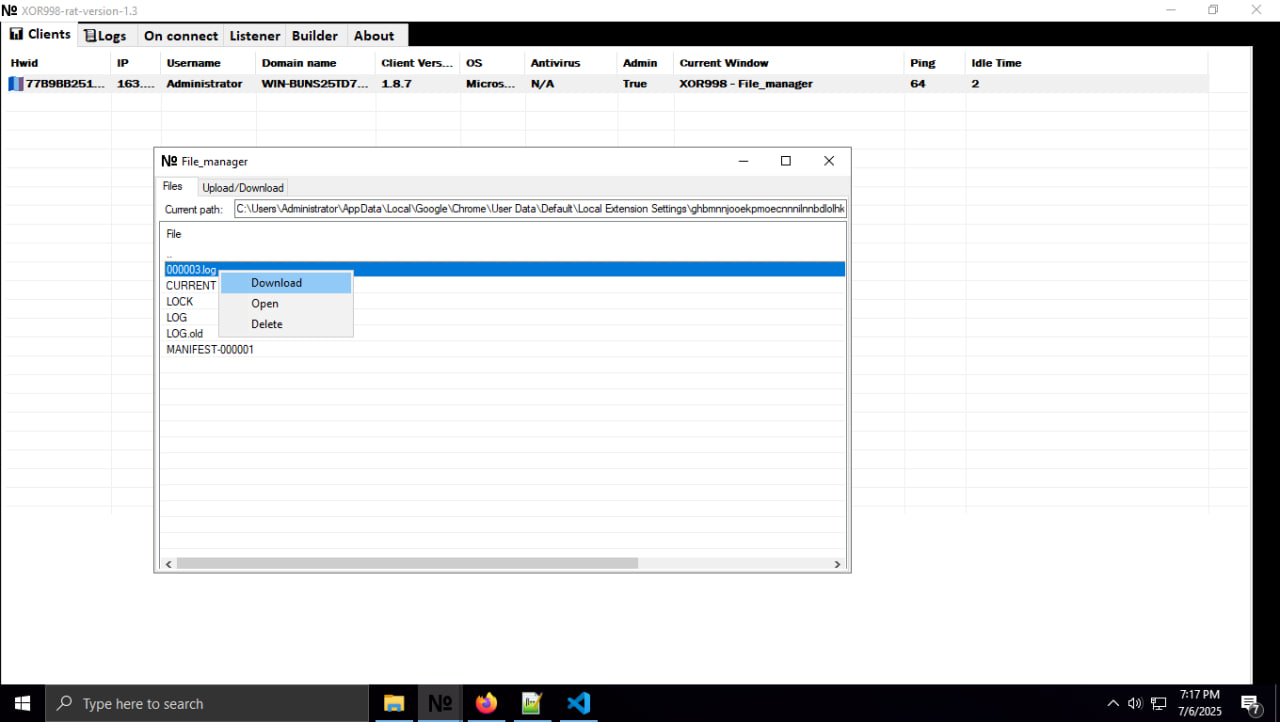 № XOR998-rat-version-1.3
Clients Logs On connect Listener Builder About
Hwid IP Username Domain name Client Vers... OS Antivirus Admin Current Window Ping Idle Time
77B9BB251... 163.... Administrator WIN-BUNS25TD7... 1.8.7 Micros... N/A True XOR998 - File_manager 64 2
№ File_manager
Files Upload/Download
Current path: C:\Users\Administrator\AppData\Local\Google\Chrome\User Data\Default\Local Extension Settings\ghbmnnjooekpmoecnnnilnnbdlolhk
File
..
000003.log
Download
CURRENT
LOCK
Open
LOG
Delete
LOG.old
MANIFEST-000001
Type here to search
№
7:17 PM
7/6/2025
7